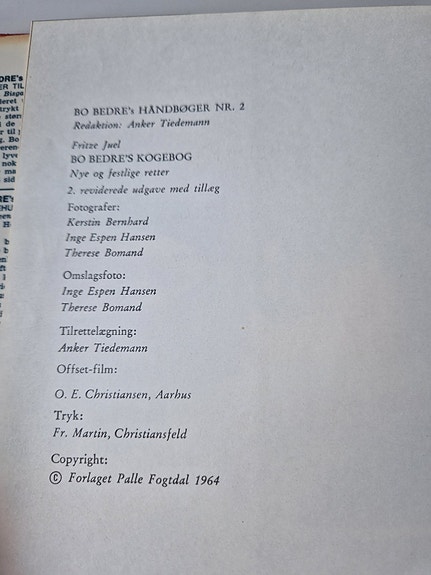 BO BEDRE's HÅNDBØGER NR. 2
Redaktion: Anker Tiedemann
Fritze Juel
BO BEDRE'S KOGEBOG
Nye og festlige retter
2. reviderede udgave med tillæg
Fotografer:
Kerstin Bernhard
Inge Espen Hansen
Therese Bomand
Omslagsfoto:
Inge Espen Hansen
Therese Bomand
Tilrettelægning:
Anker Tiedemann
Offset-film:
O. E. Christiansen, Aarhus
Tryk:
Fr. Martin, Christiansfeld
Copyright:
© Forlaget Palle Fogtdal 1964